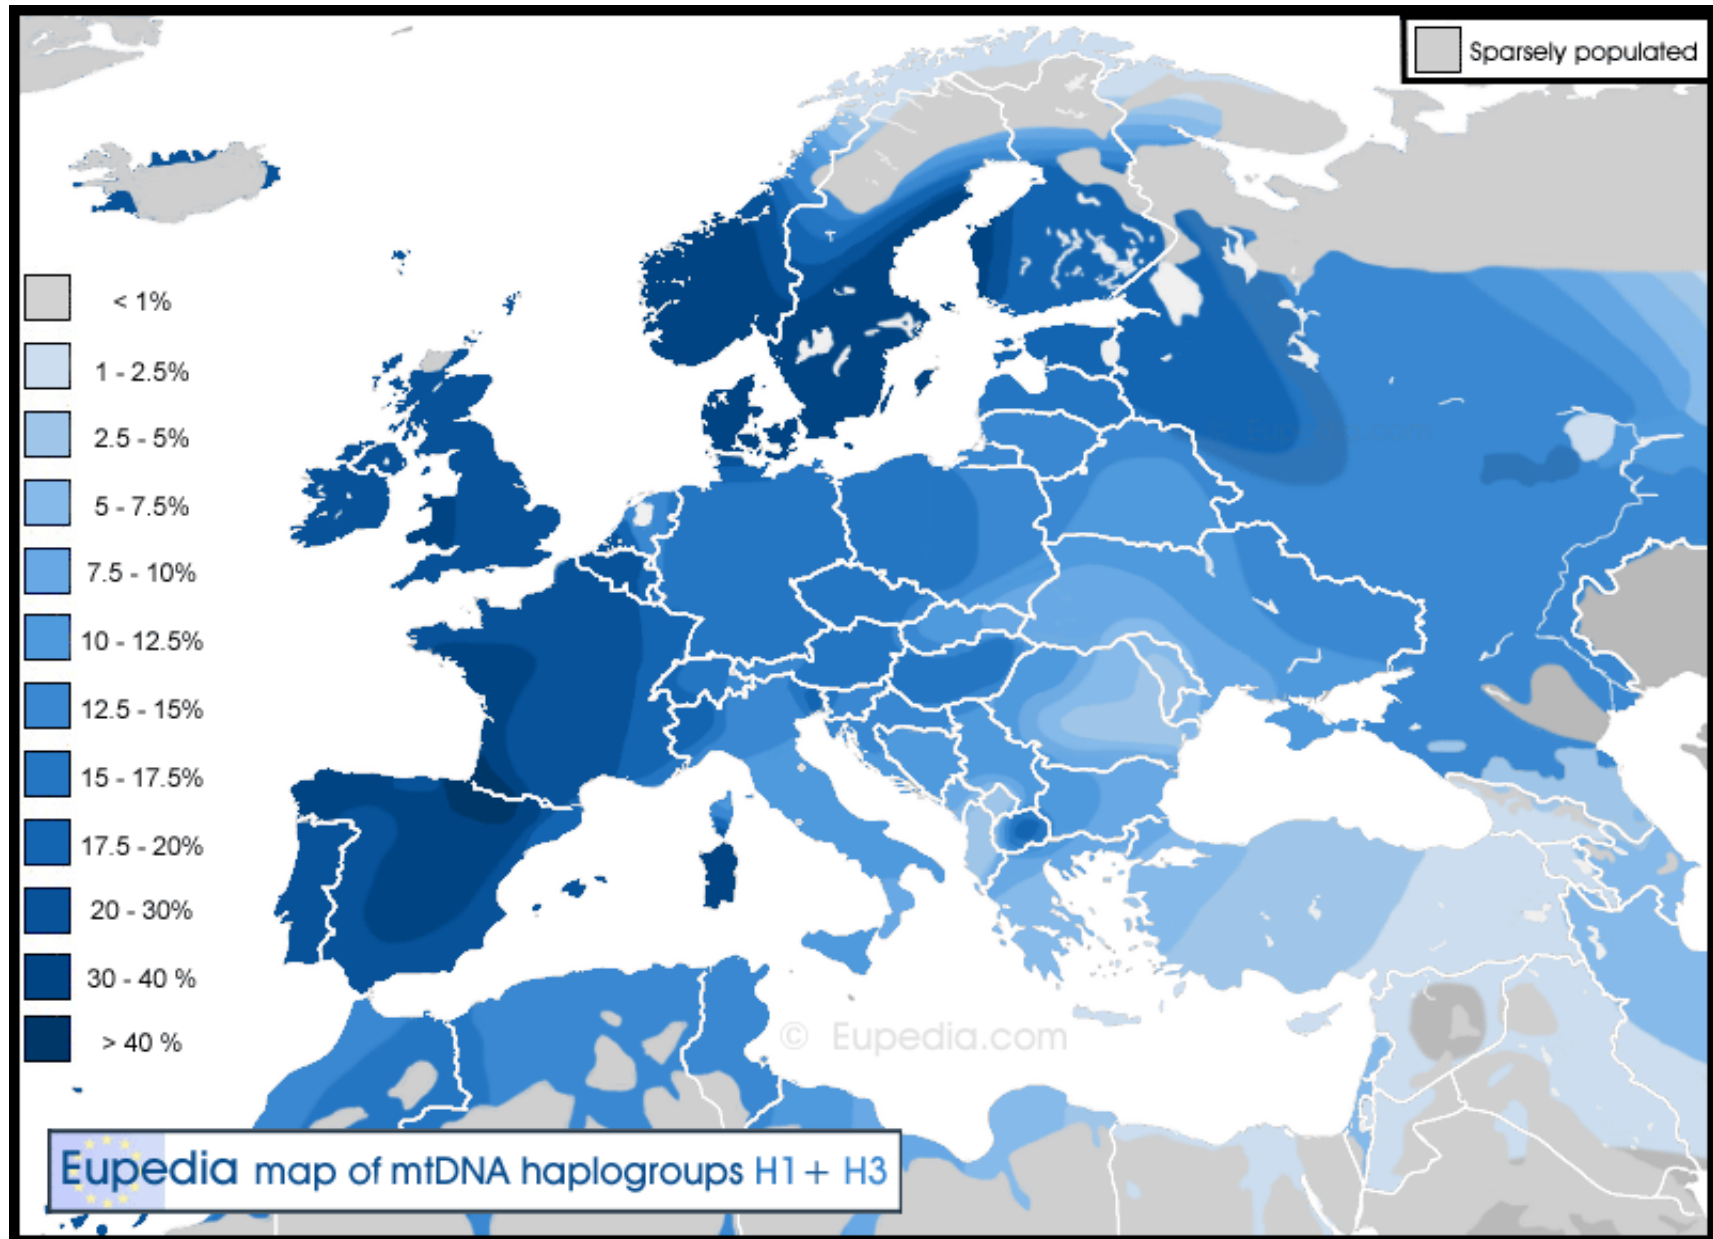 Sparsely populated
< 1%
1 - 2.5%
2.5 - 5%
5 - 7.5%
7.5 - 10%
10 - 12.5%
12.5 - 15%
15 - 17.5%
17.5 - 20%
20 - 30%
30 - 40 %
> 40 %
© Eupedia.com
Eupedia map of mtDNA haplogroups H1 + H3